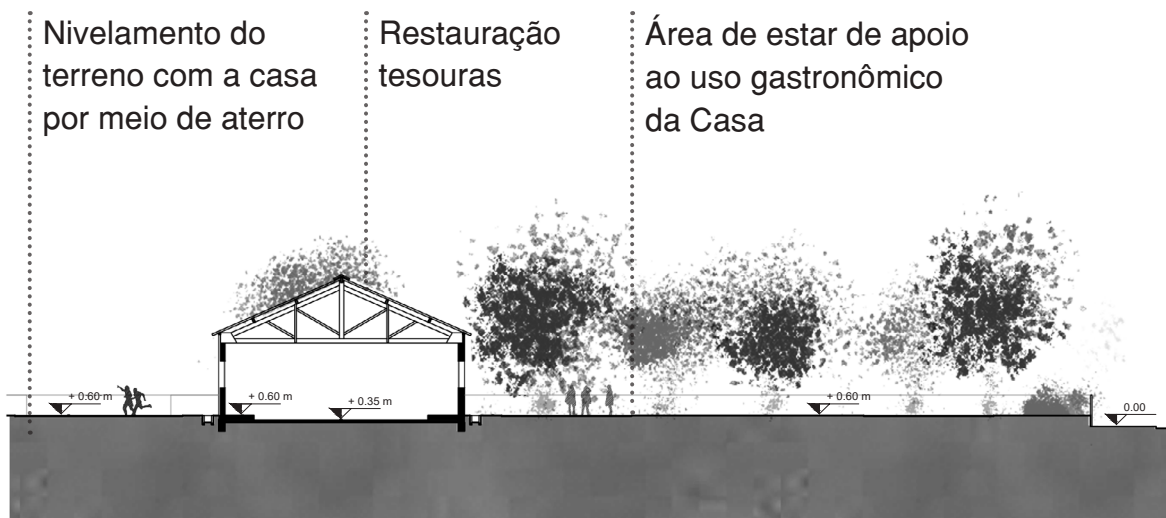 Nivelamento do
terreno com a casa
por meio de aterro
Restauração
tesouras
Área de estar de apoio
ao uso gastronômico
da Casa
+ 0.60 m
+ 0.60 m
+ 0.35 m
+ 0.60 m
0.00